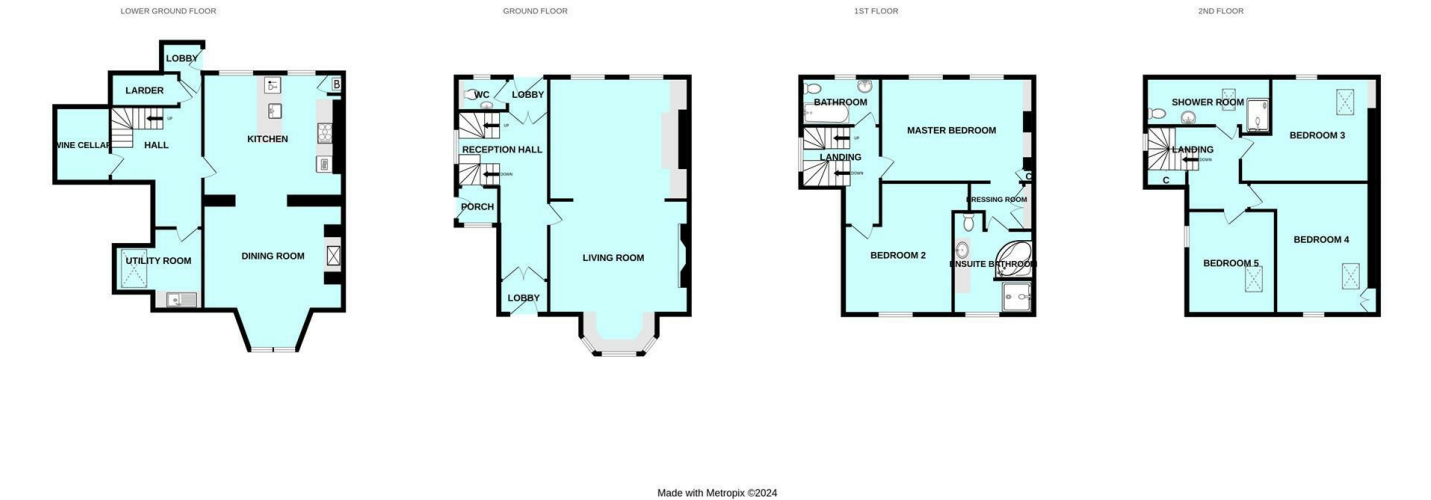 LOWER GROUND FLOOR
GROUND FLOOR
1ST FLOOR
2ND FLOOR
LOBBY
LARDER
B
UP
WINE CELLAR
HALL
KITCHEN
UTILITY ROOM
DINING ROOM
WC
LOBBY
UP
RECEPTION HALL
DOWN
PORCH
LIVING ROOM
LOBBY
BATHROOM
MASTER BEDROOM
UP
LANDING
DOWN
C
DRESSING ROOM
BEDROOM 2
ENSUITE BATHROOM
SHOWER ROOM
BEDROOM 3
LANDING
DOWN
C
BEDROOM 4
BEDROOM 5
Made with Metropix ©2024